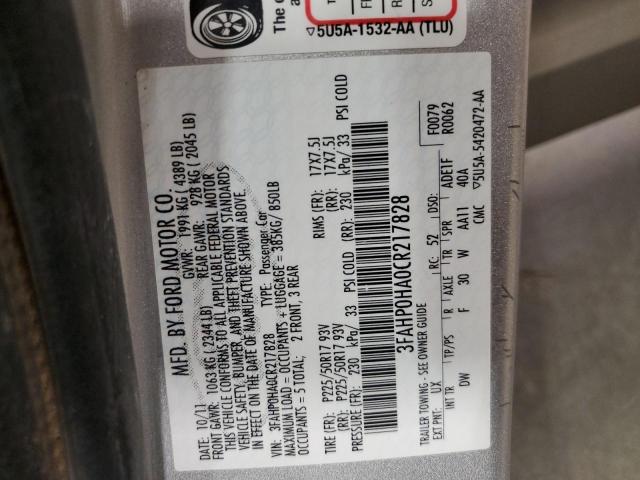 The c
a
T
F
R
S
▽5U5A-1532-AA (TLU)
MFD. BY FORD MOTOR CO.
DATE: 10/11 GVWR: 1991 KG ( 4389 LB)
FRONT GAWR: 1063 KG ( 2344 LB) REAR GAWR: 928 KG ( 2045 LB)
THIS VEHICLE CONFORMS TO ALL APPLICABLE FEDERAL MOTOR
VEHICLE SAFETY, BUMPER, AND THEFT PREVENTION STANDARDS
IN EFFECT ON THE DATE OF MANUFACTURE SHOWN ABOVE.
VIN: 3FAHP0HA0CR217828 TYPE: Passenger Car
MAXIMUM LOAD = OCCUPANTS + LUGGAGE = 385KG/ 850LB
OCCUPANTS = 5 TOTAL; 2 FRONT, 3 REAR
TIRE (FR): P225/50R17 93V RIMS (FR): 17X7.5J
(RR): P225/50R17 93V (RR): 17X7.5J
PRESSURE (FR): 230 kPa/ 33 PSI COLD (RR): 230 kPa/ 33 PSI COLD
3FAHP0HA0CR217828
F0079
R0062
TRAILER TOWING - SEE OWNER GUIDE
EXT PNT: UX RC: 52 DSO:
INT TR TP/PS R AXLE TR SPR ADETF
DW F 30 W AA11 40A
CMC ▽5U5A-5420472-AA